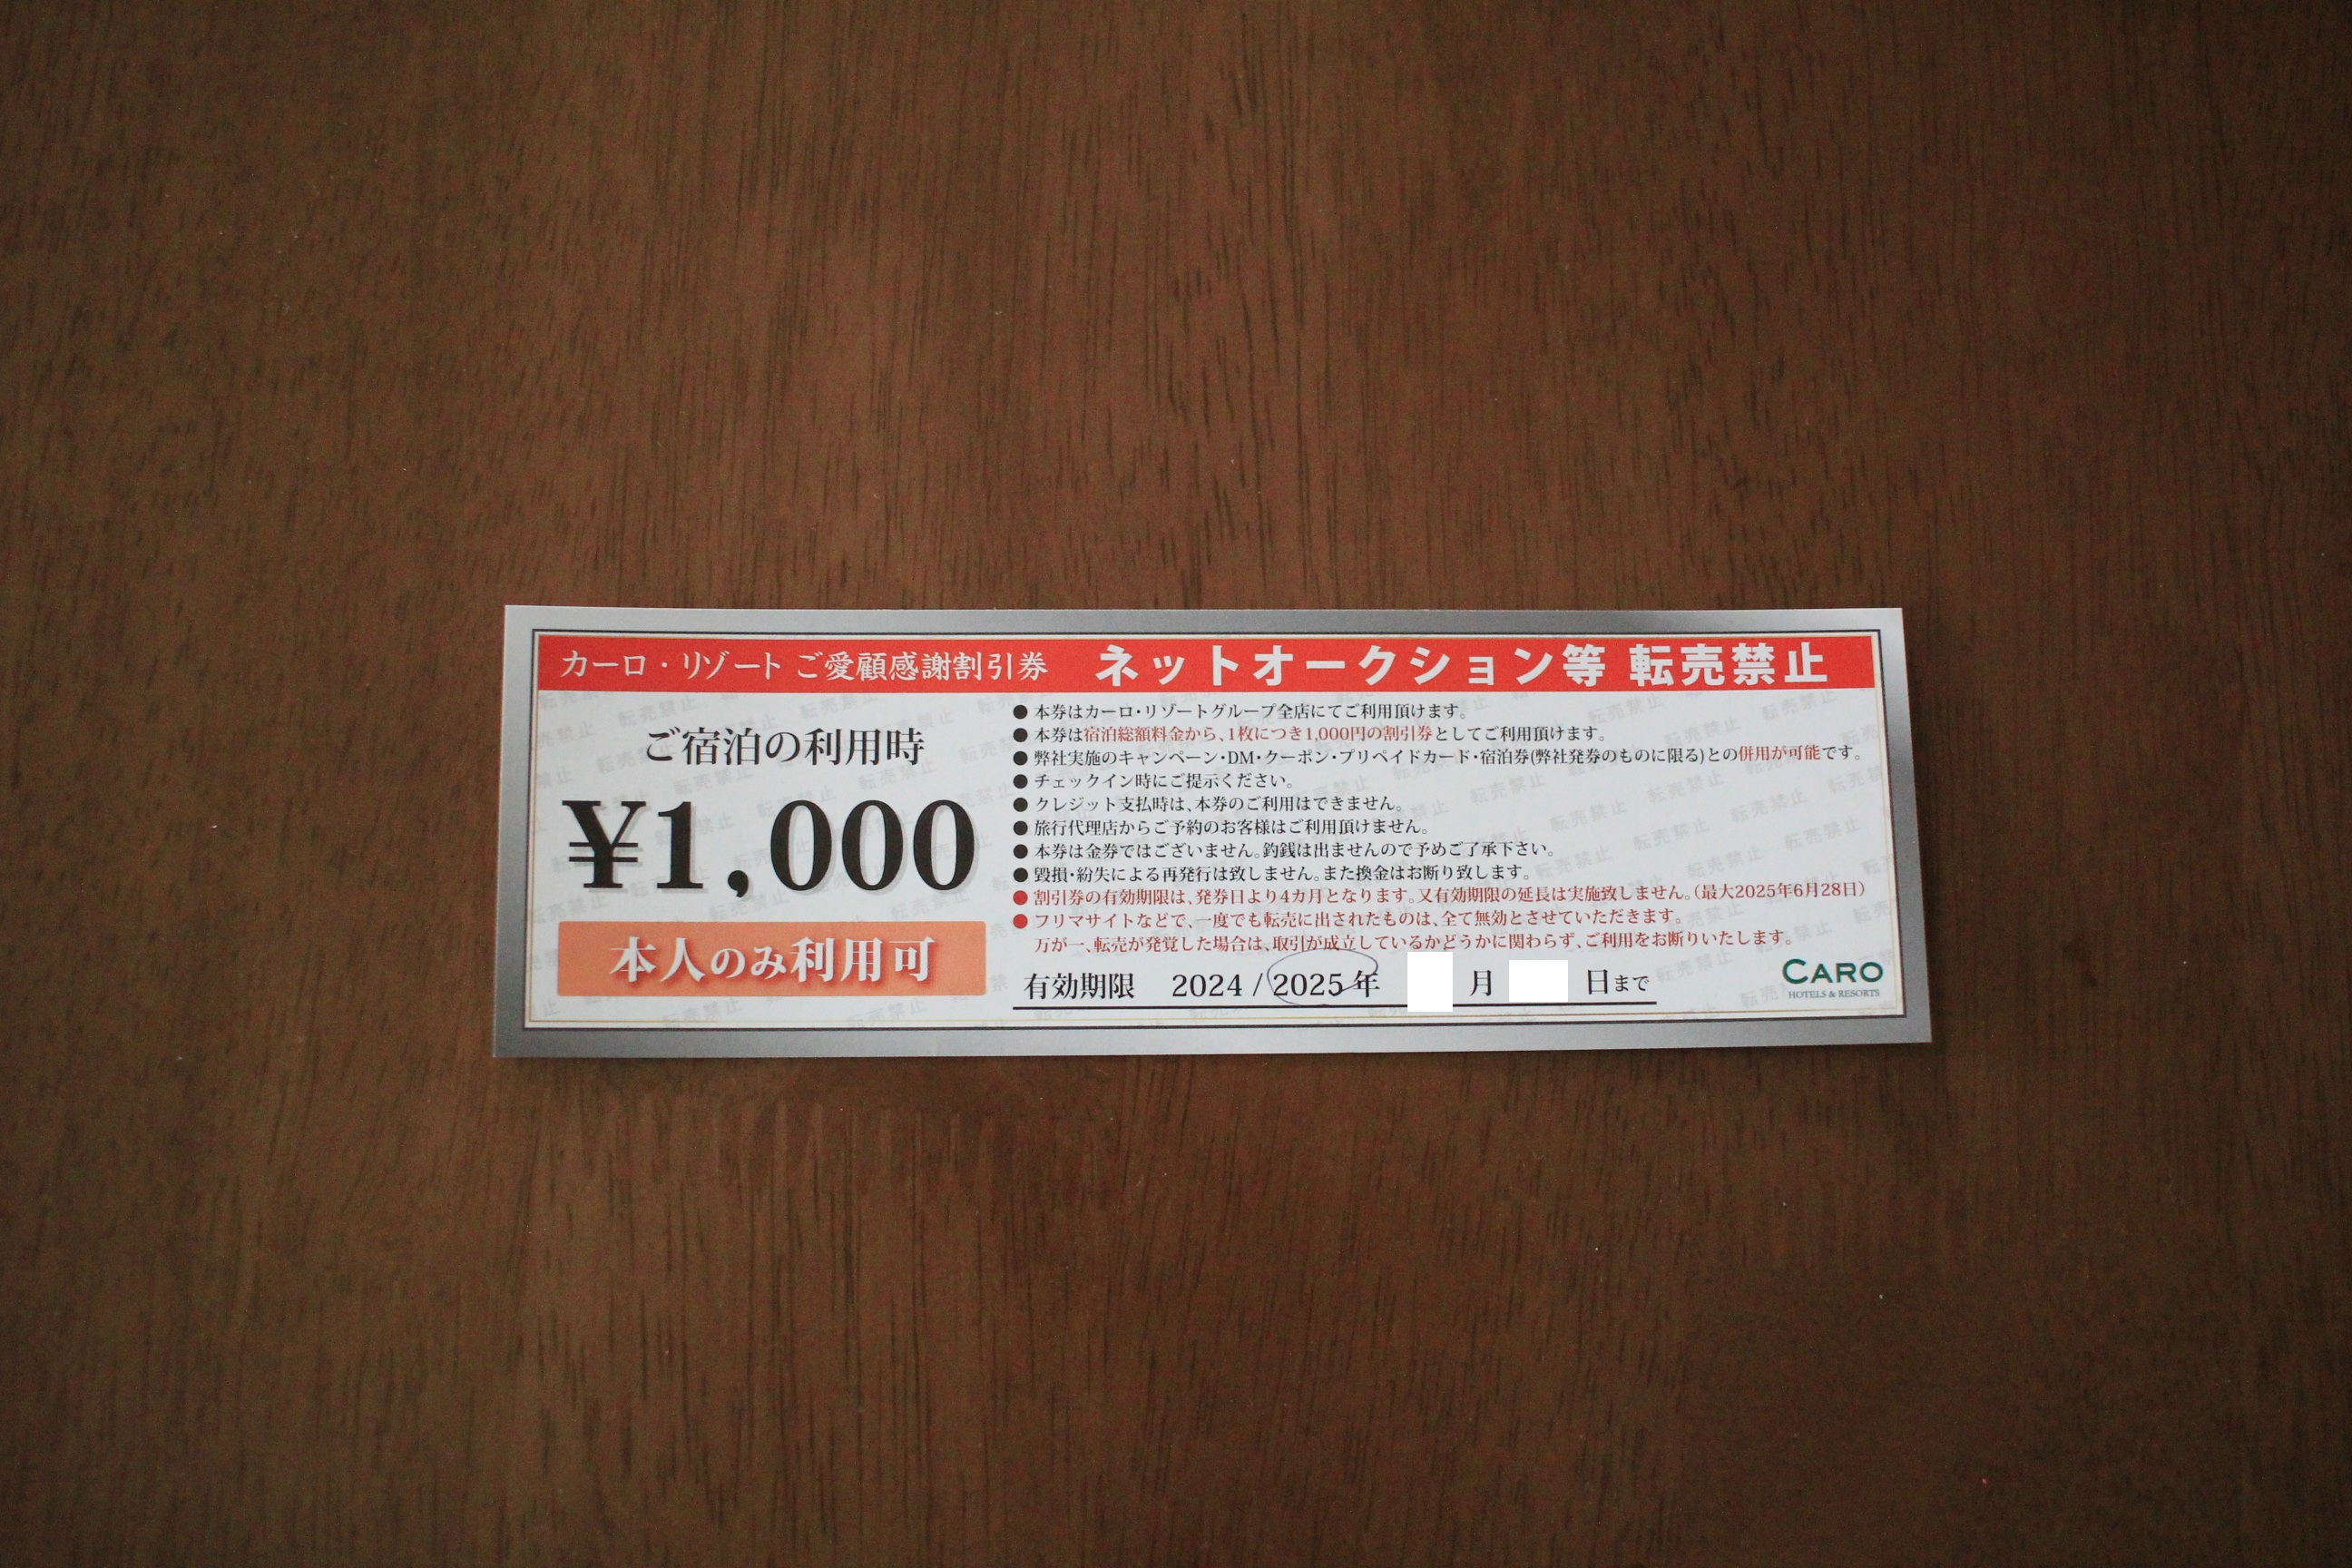 カーロ・リゾート ご愛顧感謝割引券 ネットオークション等 転売禁止
ご宿泊の利用時
¥1,000
本人のみ利用可
●本券はカーロ・リゾートグループ全店にてご利用頂けます。
●本券は宿泊総額料金から、1枚につき1,000円の割引券としてご利用頂けます。
●弊社実施のキャンペーン・DM・クーポン・プリペイドカード・宿泊券(弊社発券のものに限る)との併用が可能です。
●チェックイン時にご提示ください。
●クレジット支払時は、本券のご利用はできません。
●旅行代理店からご予約のお客様はご利用頂けません。
●本券は金券ではございません。釣銭は出ませんので予めご了承下さい。
●毀損・紛失による再発行は致しません。また換金はお断り致します。
●割引券の有効期限は、発券日より4カ月となります。又有効期限の延長は実施致しません。(最大2025年6月28日)
●フリマサイトなどで、一度でも転売に出されたものは、全て無効とさせていただきます。
万が一、転売が発覚した場合は、取引が成立しているかどうかに関わらず、ご利用をお断りいたします。
有効期限 2024 / 2025年 月 日まで
CARO
HOTELS & RESORTS